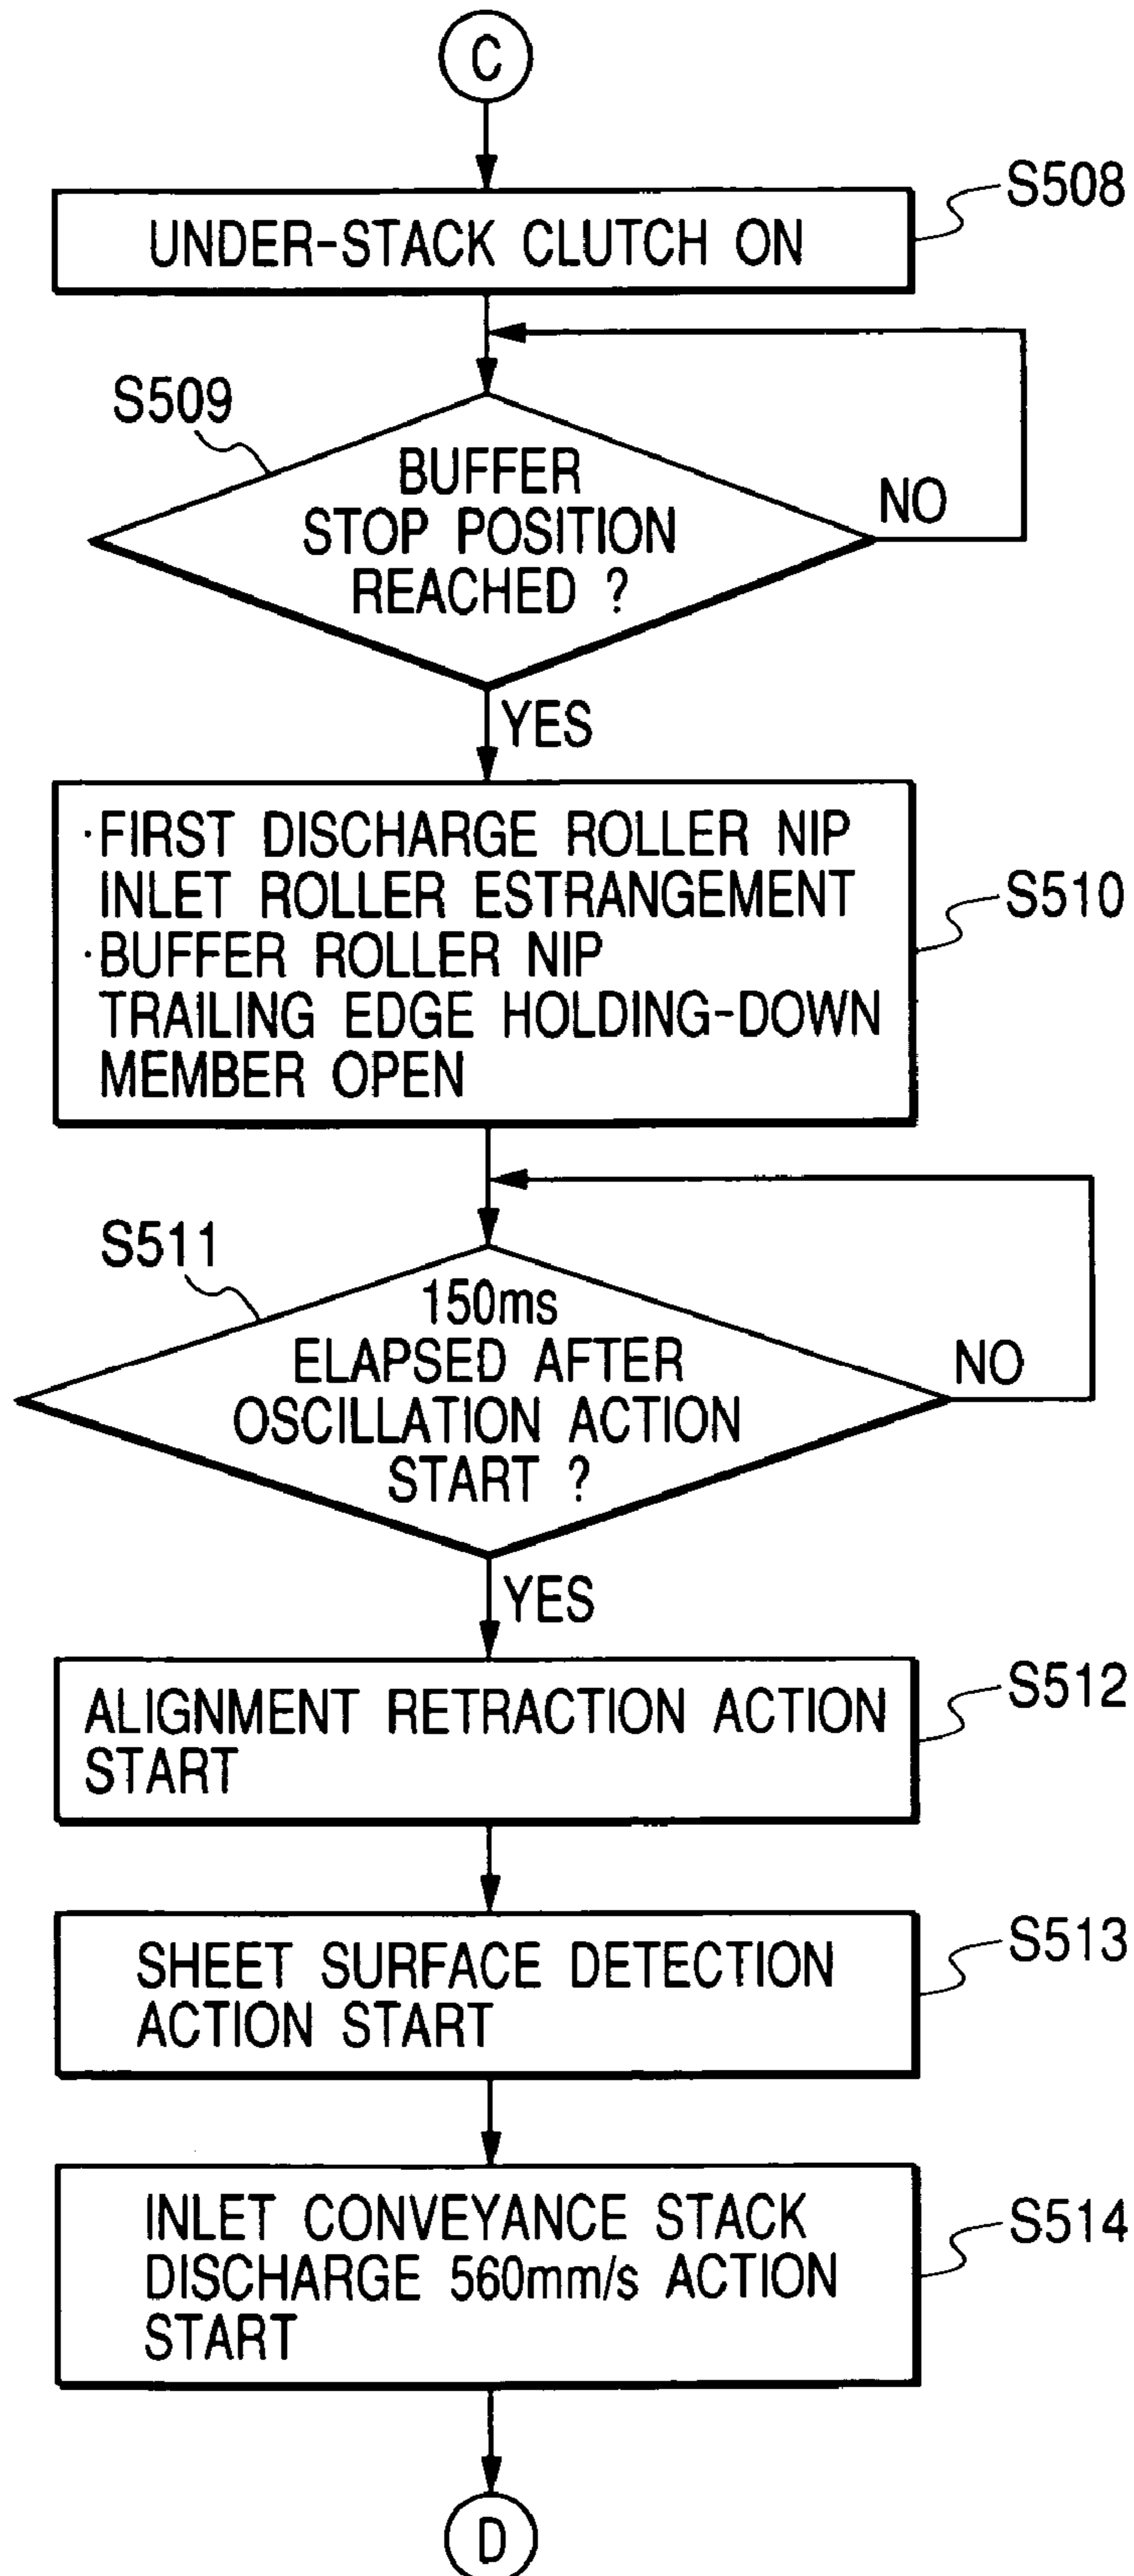 C
UNDER-STACK CLUTCH ON
S508
S509
BUFFER
STOP POSITION
REACHED ?
NO
YES
·FIRST DISCHARGE ROLLER NIP
INLET ROLLER ESTRANGEMENT
·BUFFER ROLLER NIP
TRAILING EDGE HOLDING-DOWN
MEMBER OPEN
S510
S511
150ms
ELAPSED AFTER
OSCILLATION ACTION
START ?
NO
YES
ALIGNMENT RETRACTION ACTION
START
S512
SHEET SURFACE DETECTION
ACTION START
S513
INLET CONVEYANCE STACK
DISCHARGE 560mm/s ACTION
START
S514
D